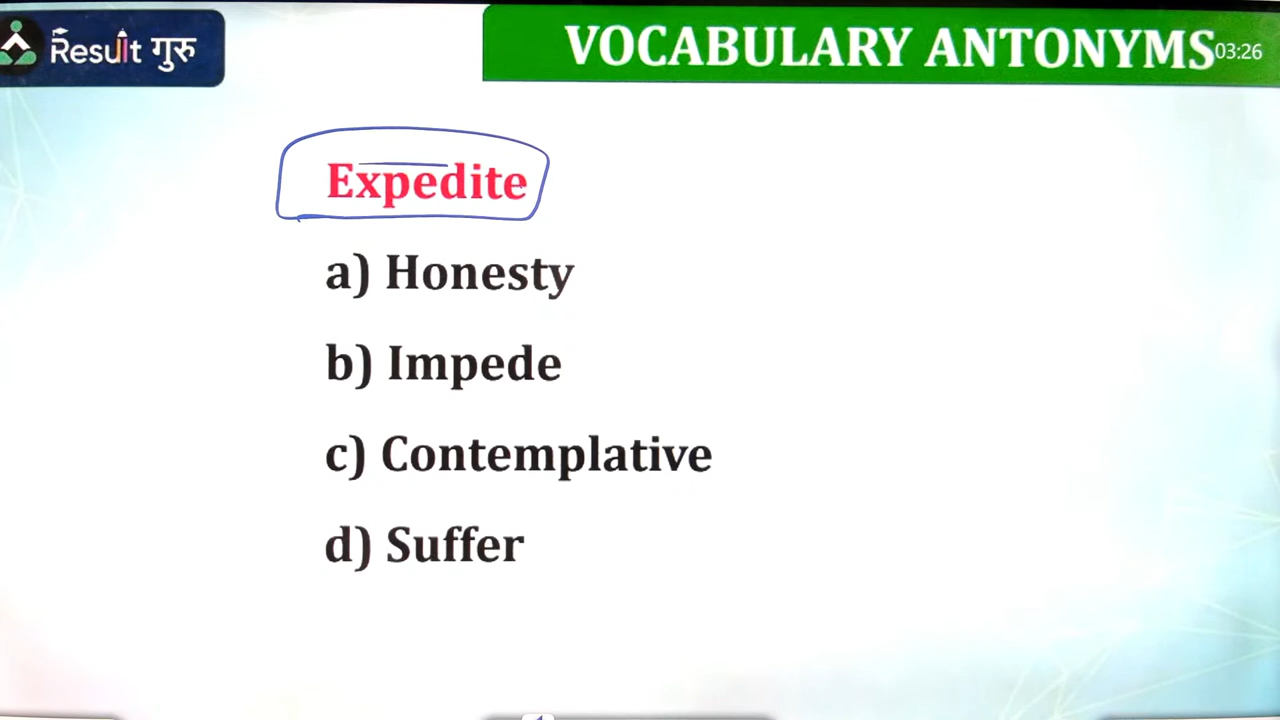 Result गुरु
VOCABULARY ANTONYMS
03:26
Expedite
a) Honesty
b) Impede
c) Contemplative
d) Suffer